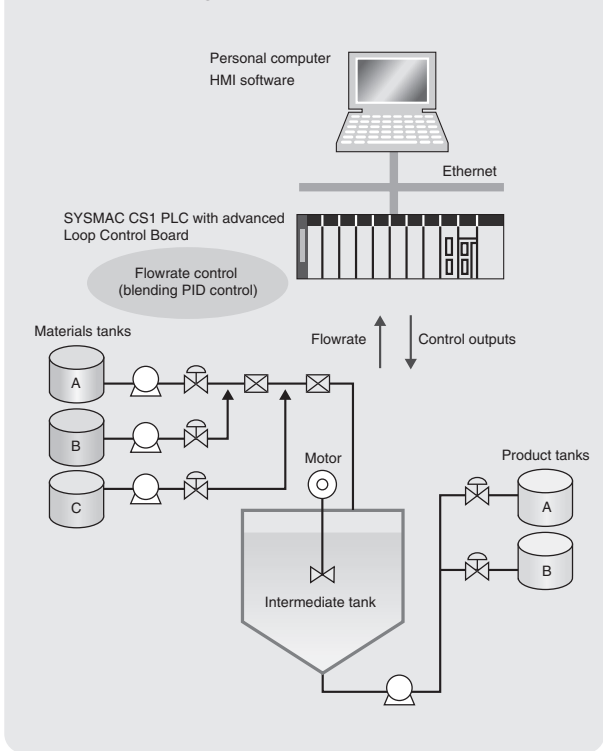 Personal computer
HMI software
Ethernet
SYSMAC CS1 PLC with advanced
Loop Control Board
Flowrate control
(blending PID control)
Flowrate
Control outputs
Materials tanks
A
B
C
Motor
Product tanks
A
B
Intermediate tank